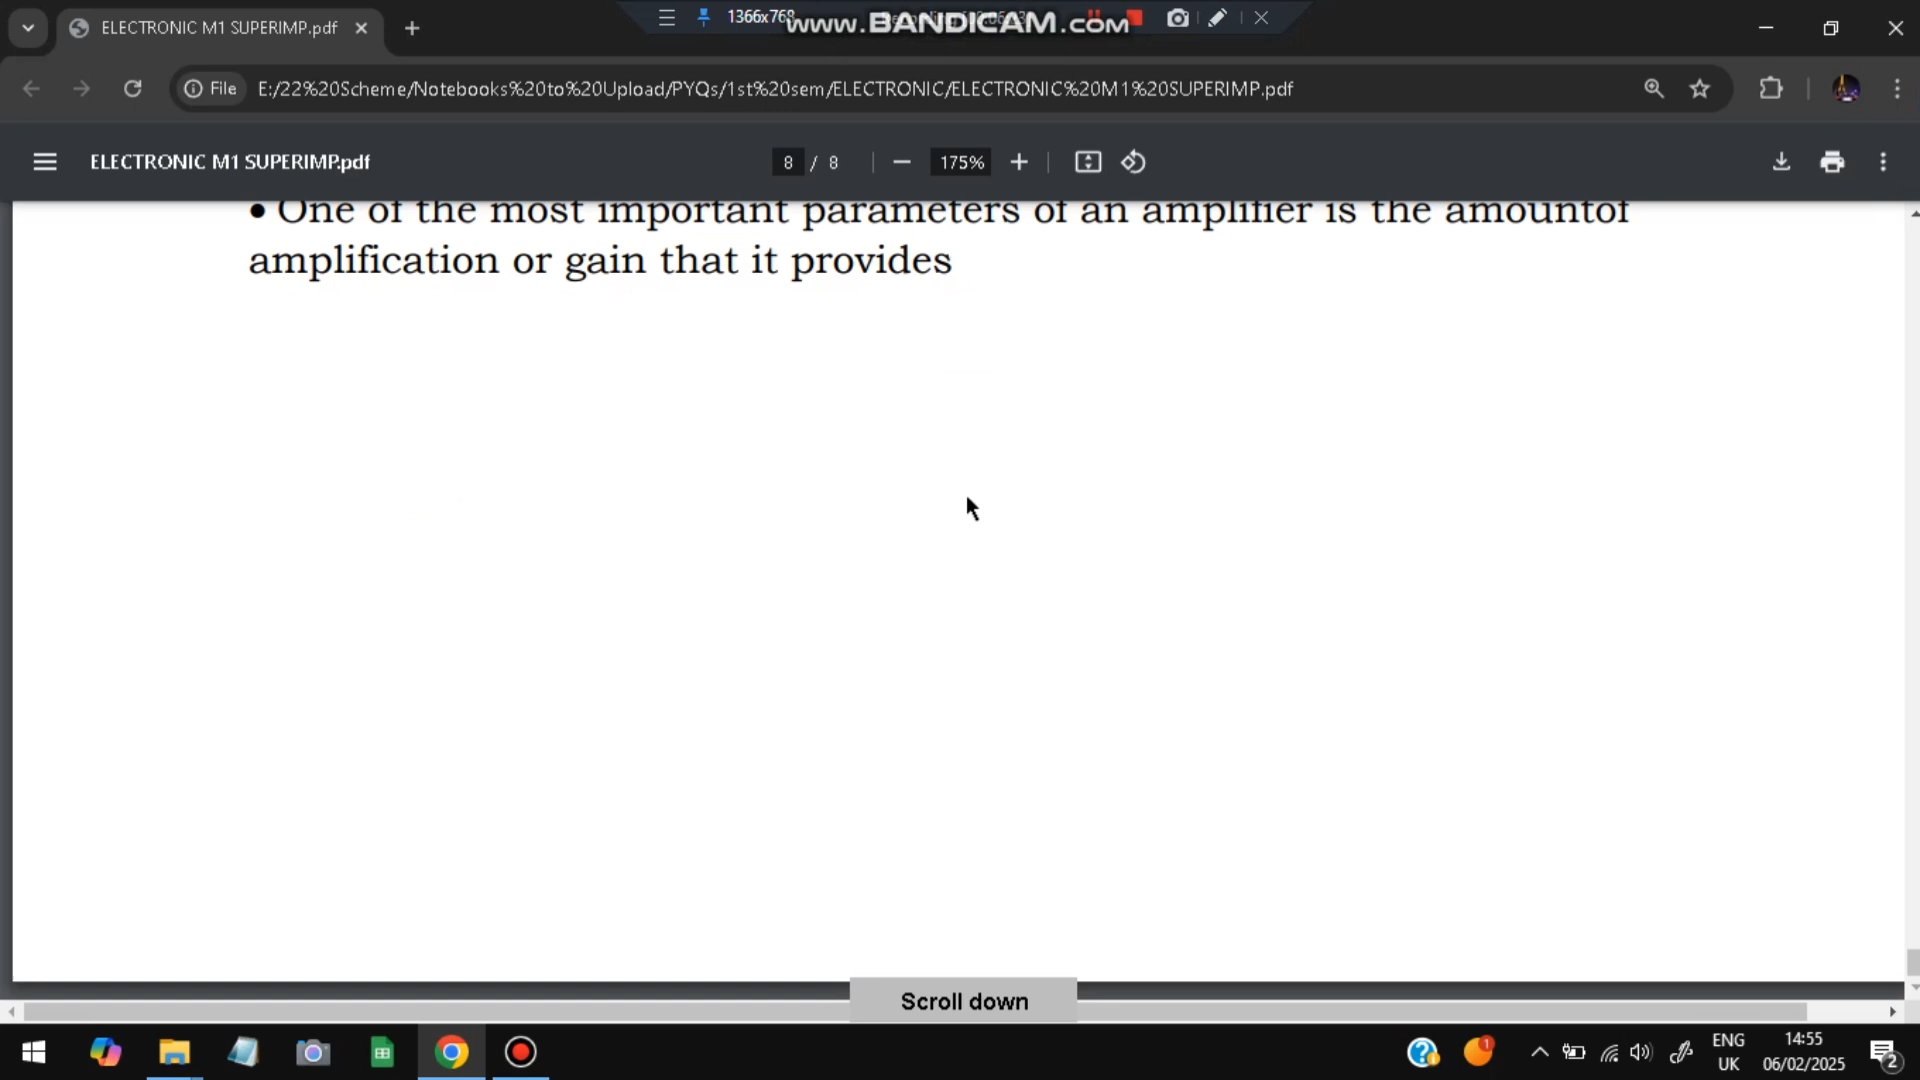 ELECTRONIC M1 SUPERIMP.pdf
1366x768
www.BANDICAM.com
File
E:/22%20Scheme/Notebooks%20to%20Upload/PYQs/1st%20sem/ELECTRONIC/ELECTRONIC%20M1%20SUPERIMP.pdf
ELECTRONIC M1 SUPERIMP.pdf
8 / 8
175%
• One of the most important parameters of an amplifier is the amountof
amplification or gain that it provides
Scroll down
1
ENG
UK
14:55
06/02/2025
2